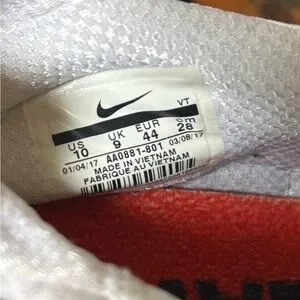 VT
US UK EUR cm
10 9 44 28
01/04/17 AA0881-801 03/08/17
MADE IN VIETNAM
FABRIQUE AU VIETNAM